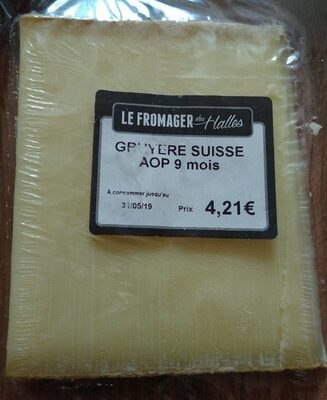 LE FROMAGER des Halles
GRUYERE SUISSE
AOP 9 mois
A consommer jusqu'au
31/05/19 Prix 4,21€